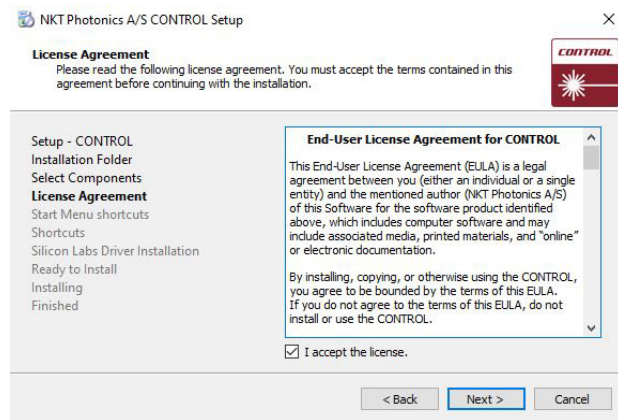 NKT Photonics A/S CONTROL Setup
License Agreement
Please read the following license agreement. You must accept the terms contained in this
agreement before continuing with the installation.
CONTROL
Setup - CONTROL
Installation Folder
Select Components
License Agreement
Start Menu shortcuts
Shortcuts
Silicon Labs Driver Installation
Ready to Install
Installing
Finished
End-User License Agreement for CONTROL
This End-User License Agreement (EULA) is a legal
agreement between you (either an individual or a single
entity) and the mentioned author (NKT Photonics A/S)
of this Software for the software product identified
above, which includes computer software and may
include associated media, printed materials, and “online”
or electronic documentation.
By installing, copying, or otherwise using the CONTROL,
you agree to be bounded by the terms of this EULA.
If you do not agree to the terms of this EULA, do not
install or use the CONTROL.
I accept the license.
< Back
Next >
Cancel